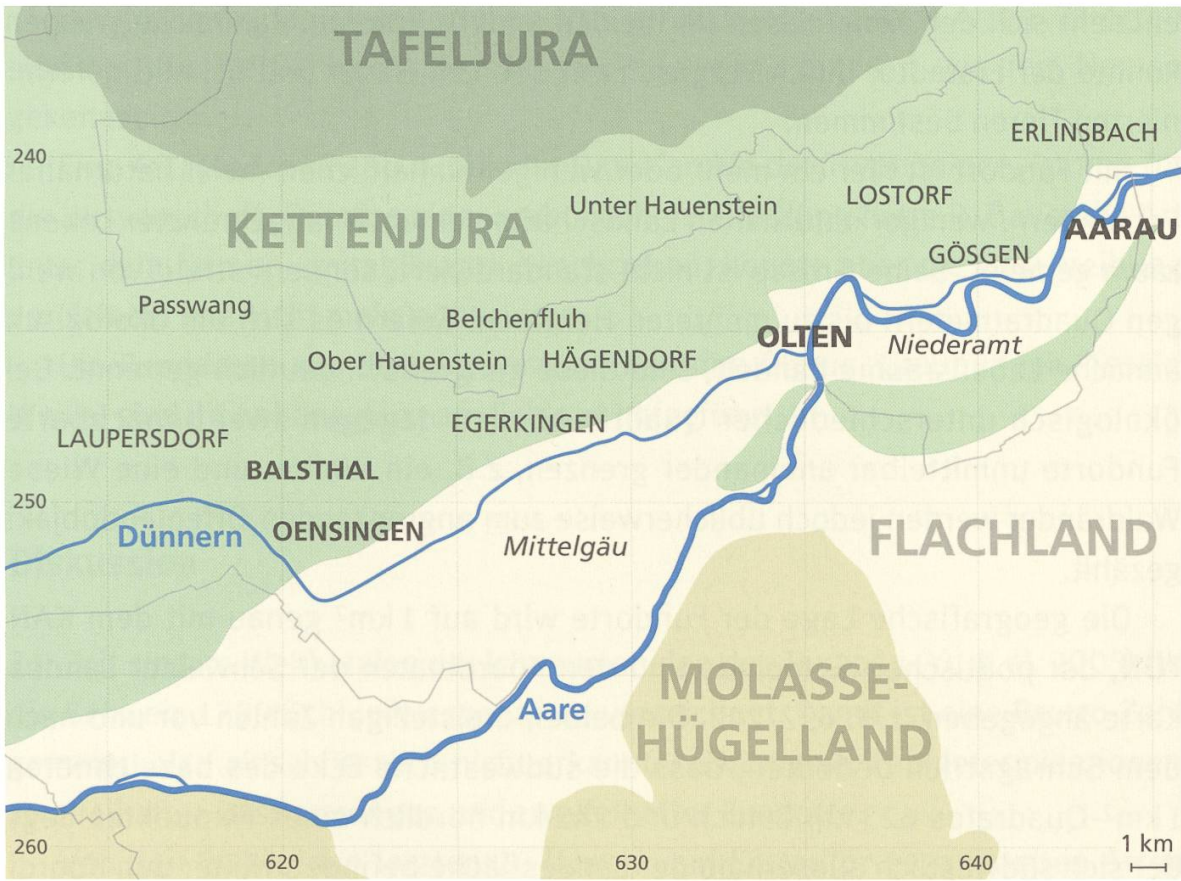 TAFELJURA
ERLINSBACH
240
Unter Hauenstein
LOSTORF
KETTENJURA
AARAU
GÖSGEN
Passwang
Belchenfluh
OLTEN
Niederamt
Ober Hauenstein
HÄGENDORF
EGERKINGEN
LAUPERSDORF
BALSTHAL
250
OENSINGEN
Dünnern
Mittelgäu
FLACHLAND
MOLASSE-
HÜGELLAND
Aare
260
620
630
640
1 km